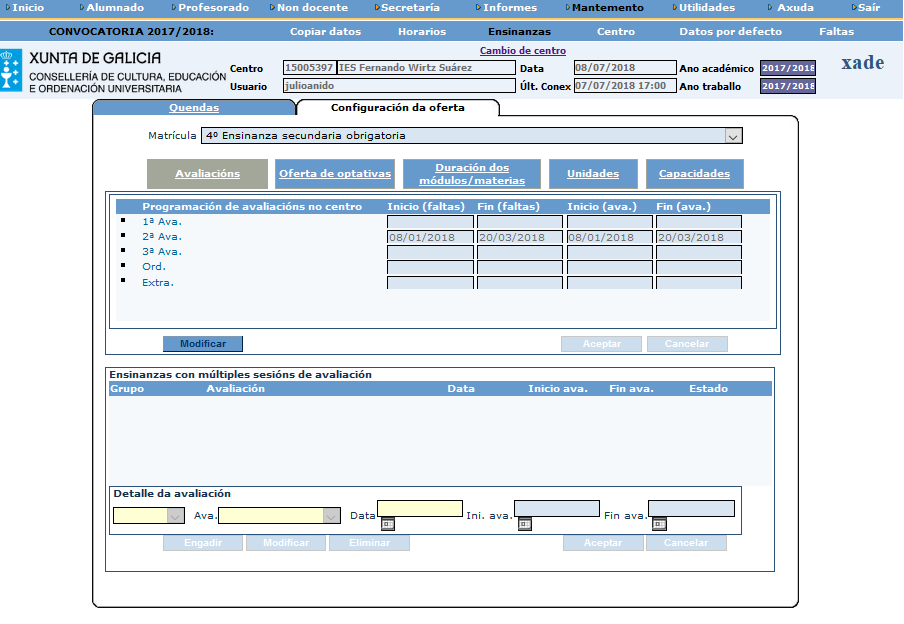 Inicio Alumnado Profesorado Non docente Secretaría Informes Mantemento Utilidades Axuda Saír
CONVOCATORIA 2017/2018: Copiar datos Horarios Ensinanzas Centro Datos por defecto Faltas
XUNTA DE GALICIA
CONSELLERÍA DE CULTURA, EDUCACIÓN
E ORDENACIÓN UNIVERSITARIA
Cambio de centro
Centro 15005397 IES Fernando Wirtz Suárez Data 08/07/2018 Ano académico 2017/2018
Usuario julioanido Últ. Conex 07/07/2018 17:00 Ano traballo 2017/2018
xade
Quendas Configuración da oferta
Matrícula 4º Ensinanza secundaria obrigatoria
Avaliacións Oferta de optativas Duración dos módulos/materias Unidades Capacidades
Programación de avaliacións no centro Inicio (faltas) Fin (faltas) Inicio (ava.) Fin (ava.)
1ª Ava.
2ª Ava. 08/01/2018 20/03/2018 08/01/2018 20/03/2018
3ª Ava.
Ord.
Extra.
Modificar Aceptar Cancelar
Ensinanzas con múltiples sesións de avaliación
Grupo Avaliación Data Inicio ava. Fin ava. Estado
Detalle da avaliación
Ava. Data Ini. ava. Fin ava.
Engadir Modificar Eliminar Aceptar Cancelar